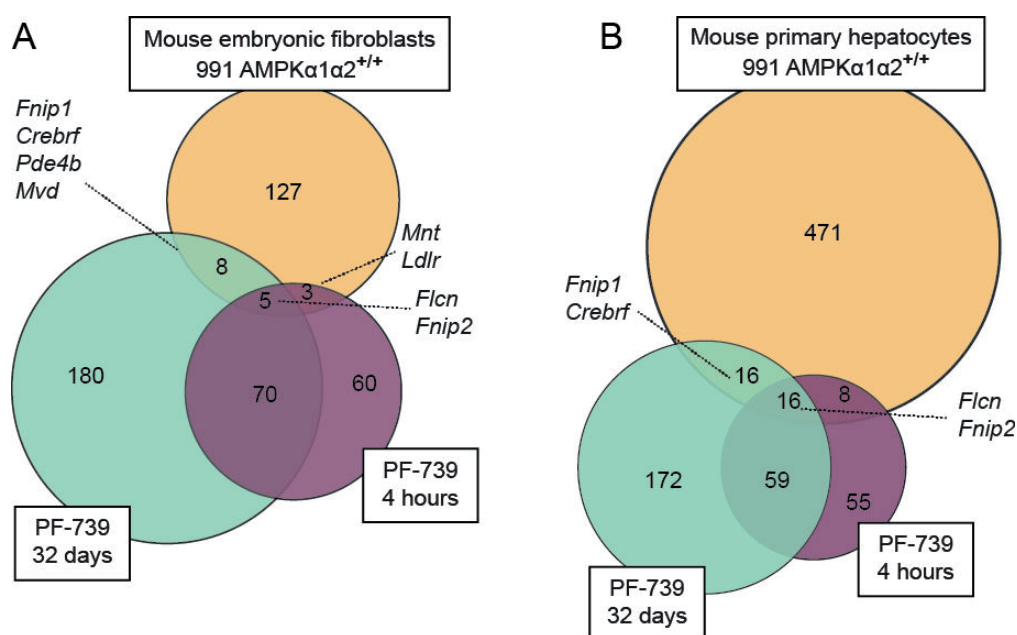 A
Mouse embryonic fibroblasts
991 AMPKα1α2+/+
Fnip1
Crebrf
Pde4b
Mvd
127
Mnt
Ldlr
8
3
5
Flcn
Fnip2
180
70
60
PF-739
4 hours
PF-739
32 days
B
Mouse primary hepatocytes
991 AMPKα1α2+/+
471
Fnip1
Crebrf
16
8
16
Flcn
Fnip2
172
59
55
PF-739
4 hours
PF-739
32 days